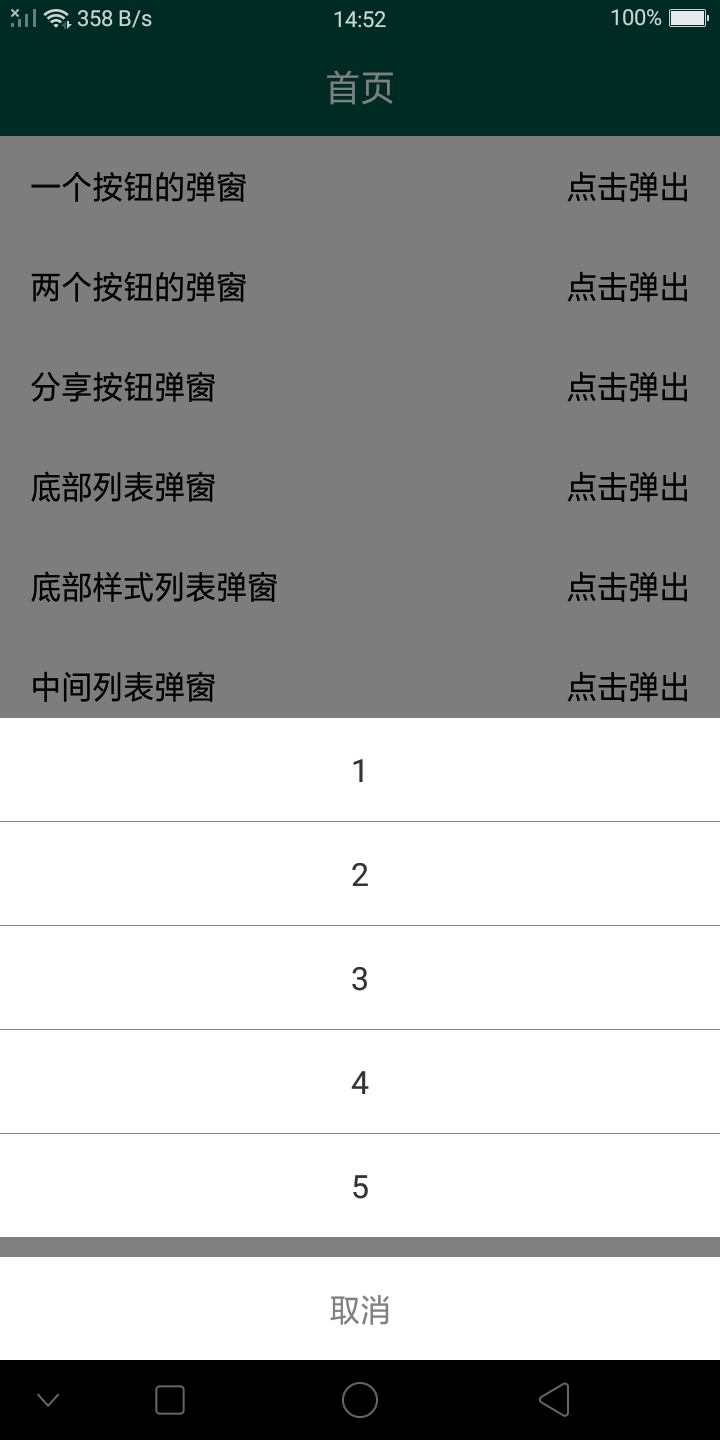 358 B/s 14:52 100%
首页
一个按钮的弹窗 点击弹出
两个按钮的弹窗 点击弹出
分享按钮弹窗 点击弹出
底部列表弹窗 点击弹出
底部样式列表弹窗 点击弹出
中间列表弹窗 点击弹出
1
2
3
4
5
取消